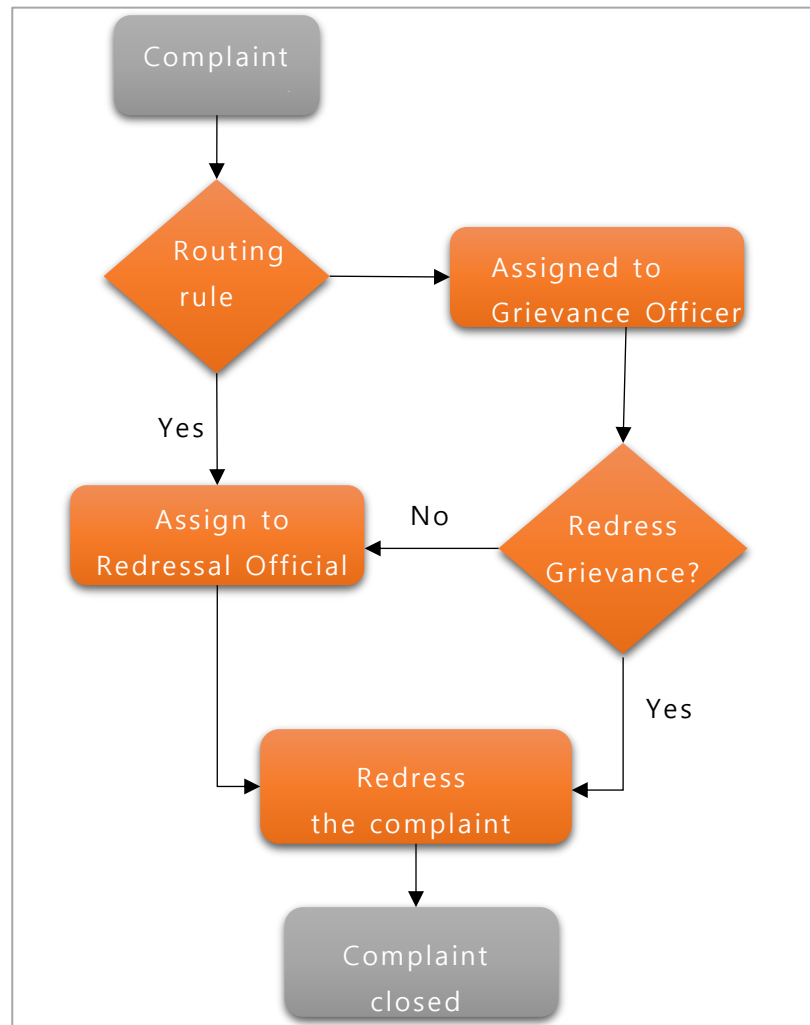 Complaint
Routing
rule
Assigned to
Grievance Officer
Yes
Assign to
Redressal Official
No
Redress
Grievance?
Yes
Redress
the complaint
Complaint
closed